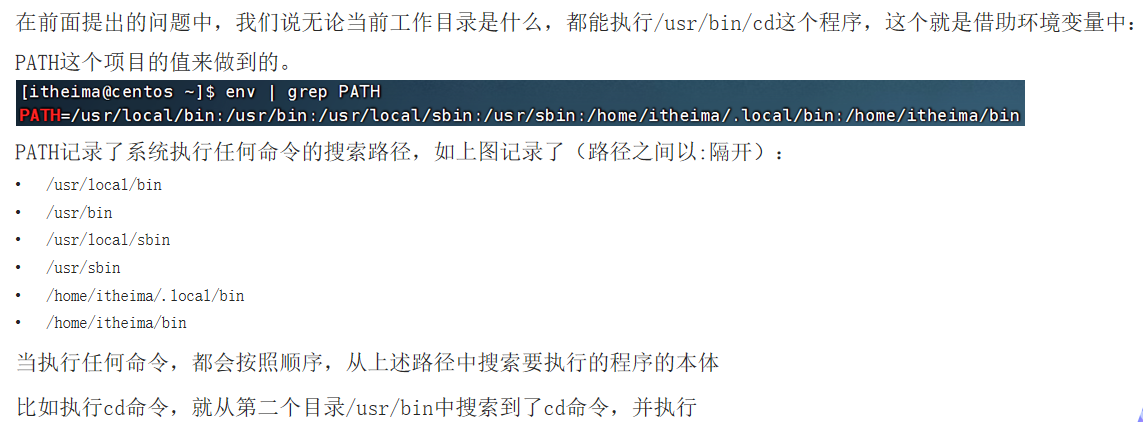 在前面提出的问题中，我们说无论当前工作目录是什么，都能执行/usr/bin/cd这个程序，这个就是借助环境变量中：
PATH这个项目的值来做到的。
[itheima@centos ~]$ env | grep PATH
PATH=/usr/local/bin:/usr/bin:/usr/local/sbin:/usr/sbin:/home/itheima/.local/bin:/home/itheima/bin
PATH记录了系统执行任何命令的搜索路径，如上图记录了（路径之间以:隔开）：
• /usr/local/bin
• /usr/bin
• /usr/local/sbin
• /usr/sbin
• /home/itheima/.local/bin
• /home/itheima/bin
当执行任何命令，都会按照顺序，从上述路径中搜索要执行的程序的本体
比如执行cd命令，就从第二个目录/usr/bin中搜索到了cd命令，并执行